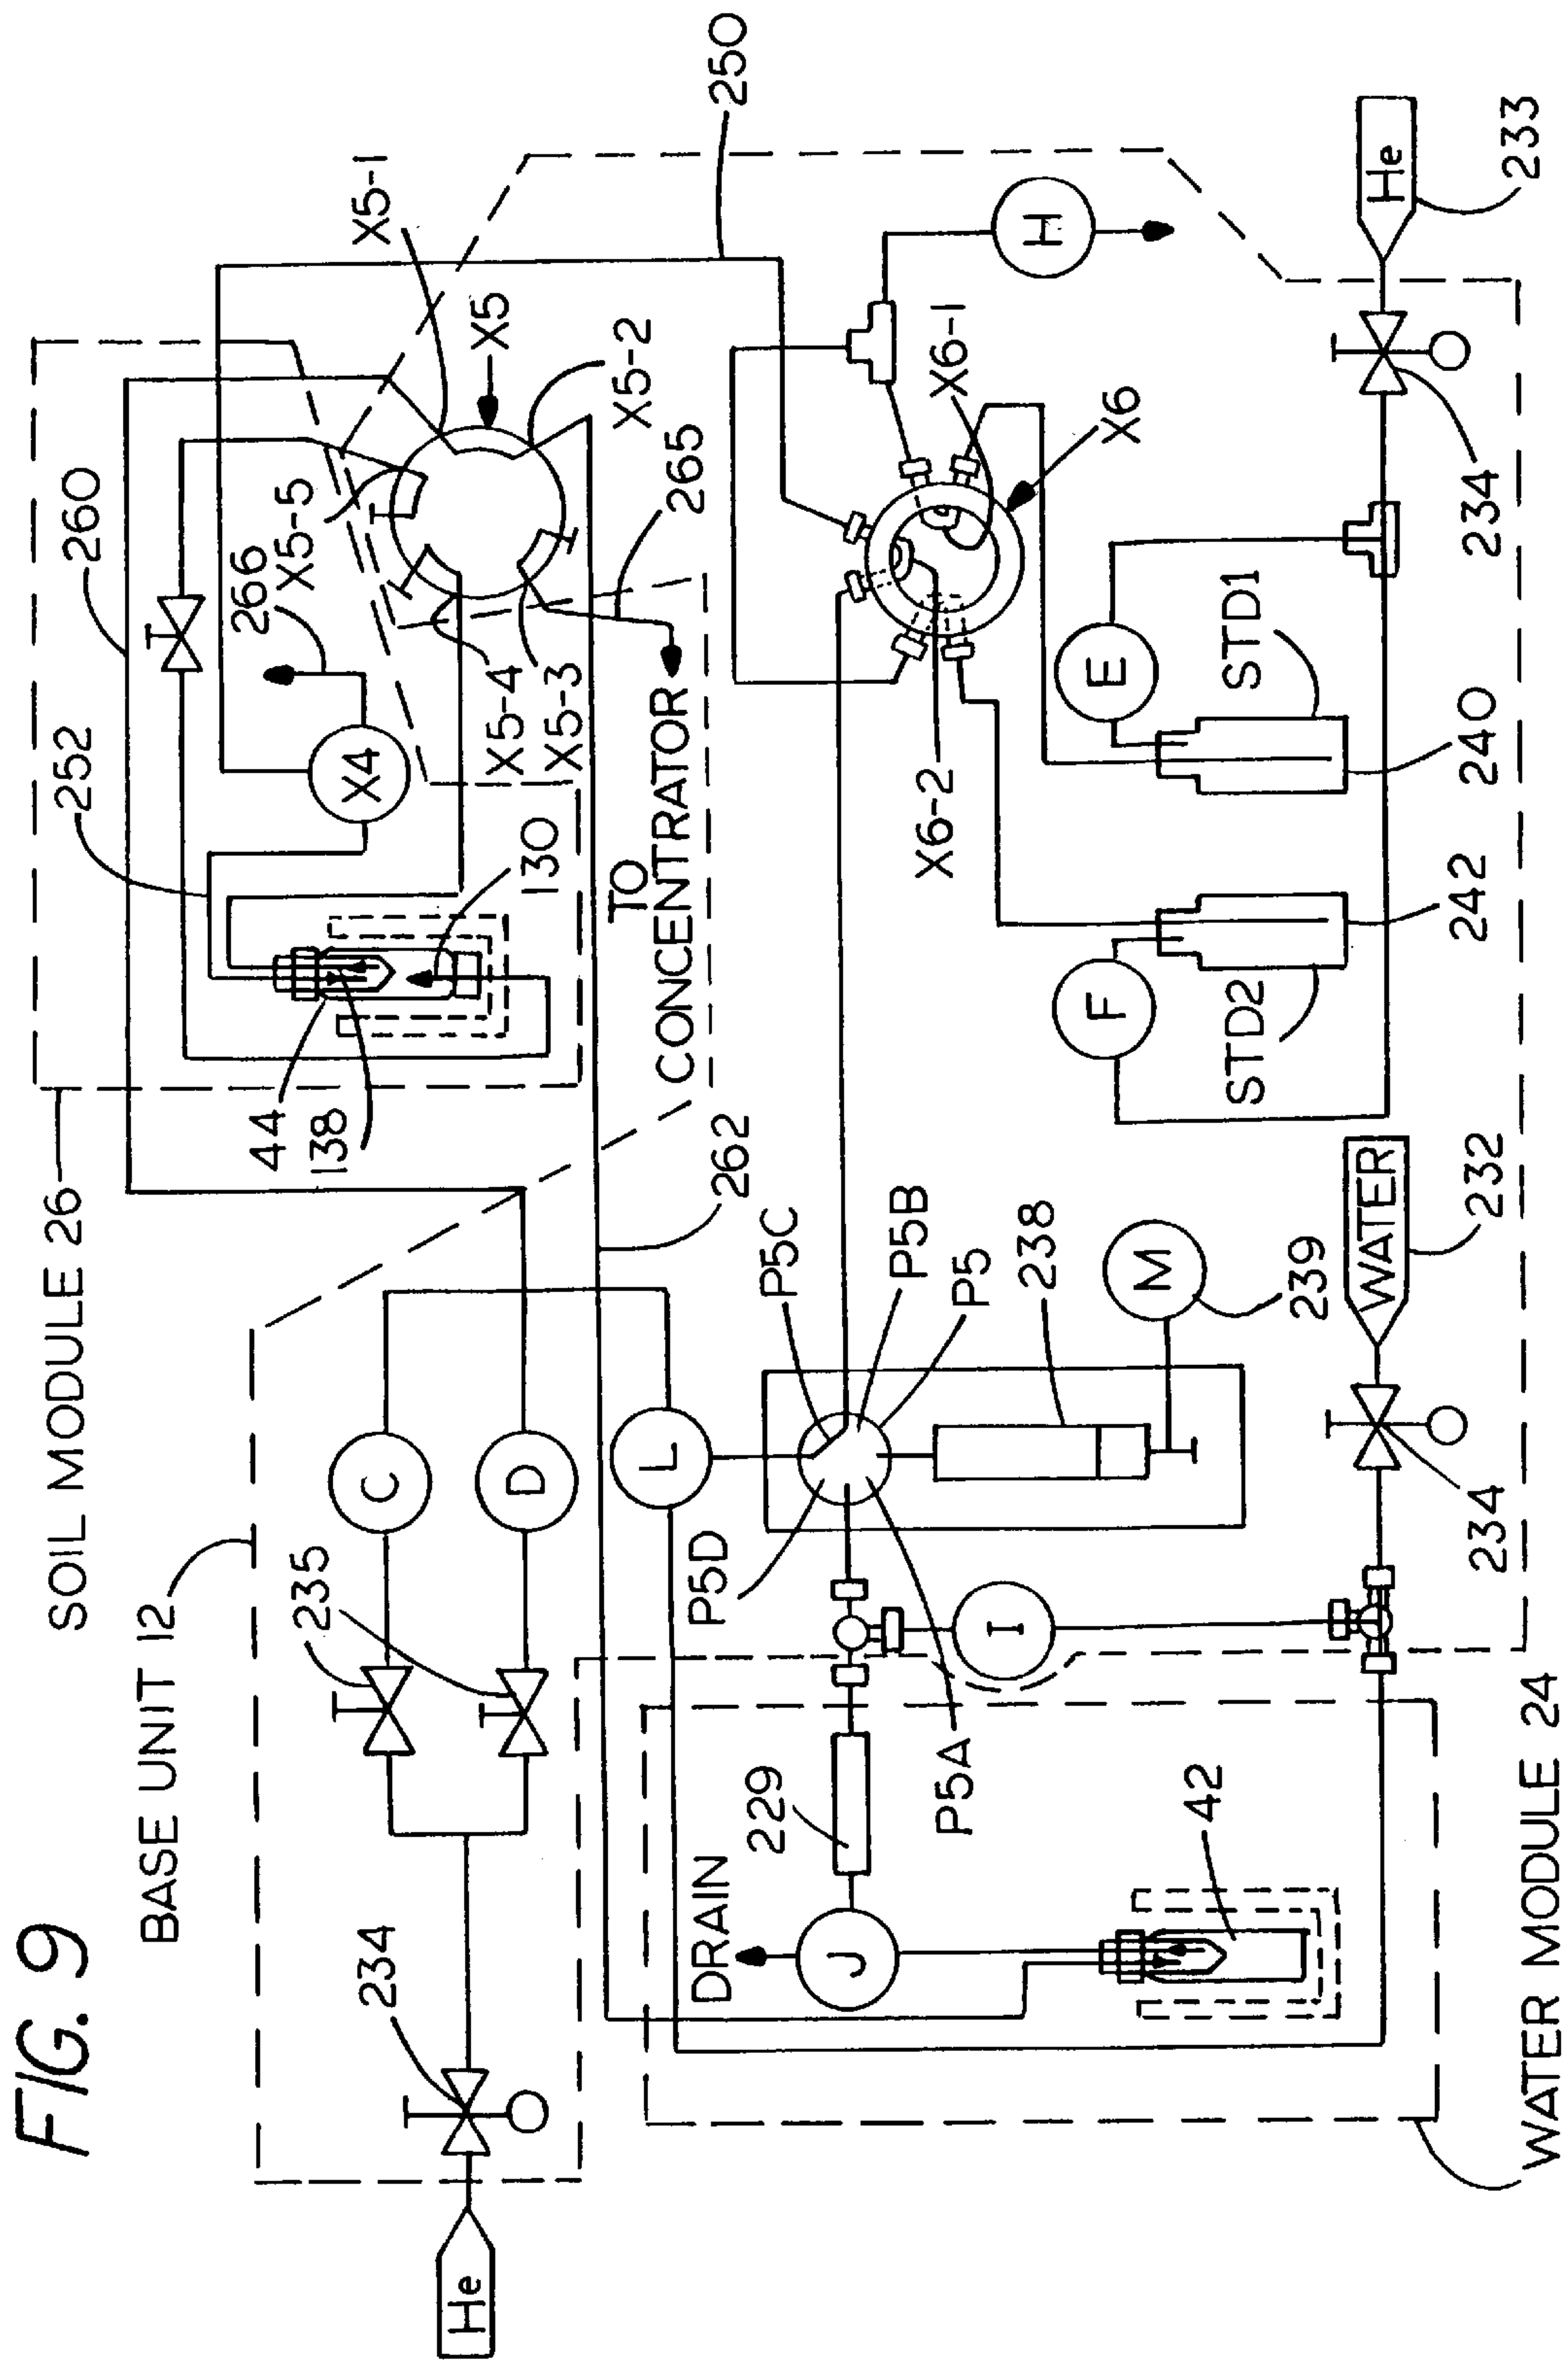 FIG. 9
SOIL MODULE 26
BASE UNIT 12
He
234
235
C
D
252
260
266
X5-5
X4
X5-1
X5
X5-2
X5-4
X5-3
265
250
44
138
130
TO
CONCENTRATOR
262
L
P5C
P5B
P5
P5D
P5A
238
M
239
I
229
DRAIN
J
42
WATER MODULE 24
H
X6-1
X6
X6-2
E
STD1
240
F
STD2
242
He
233
234
WATER
232
234